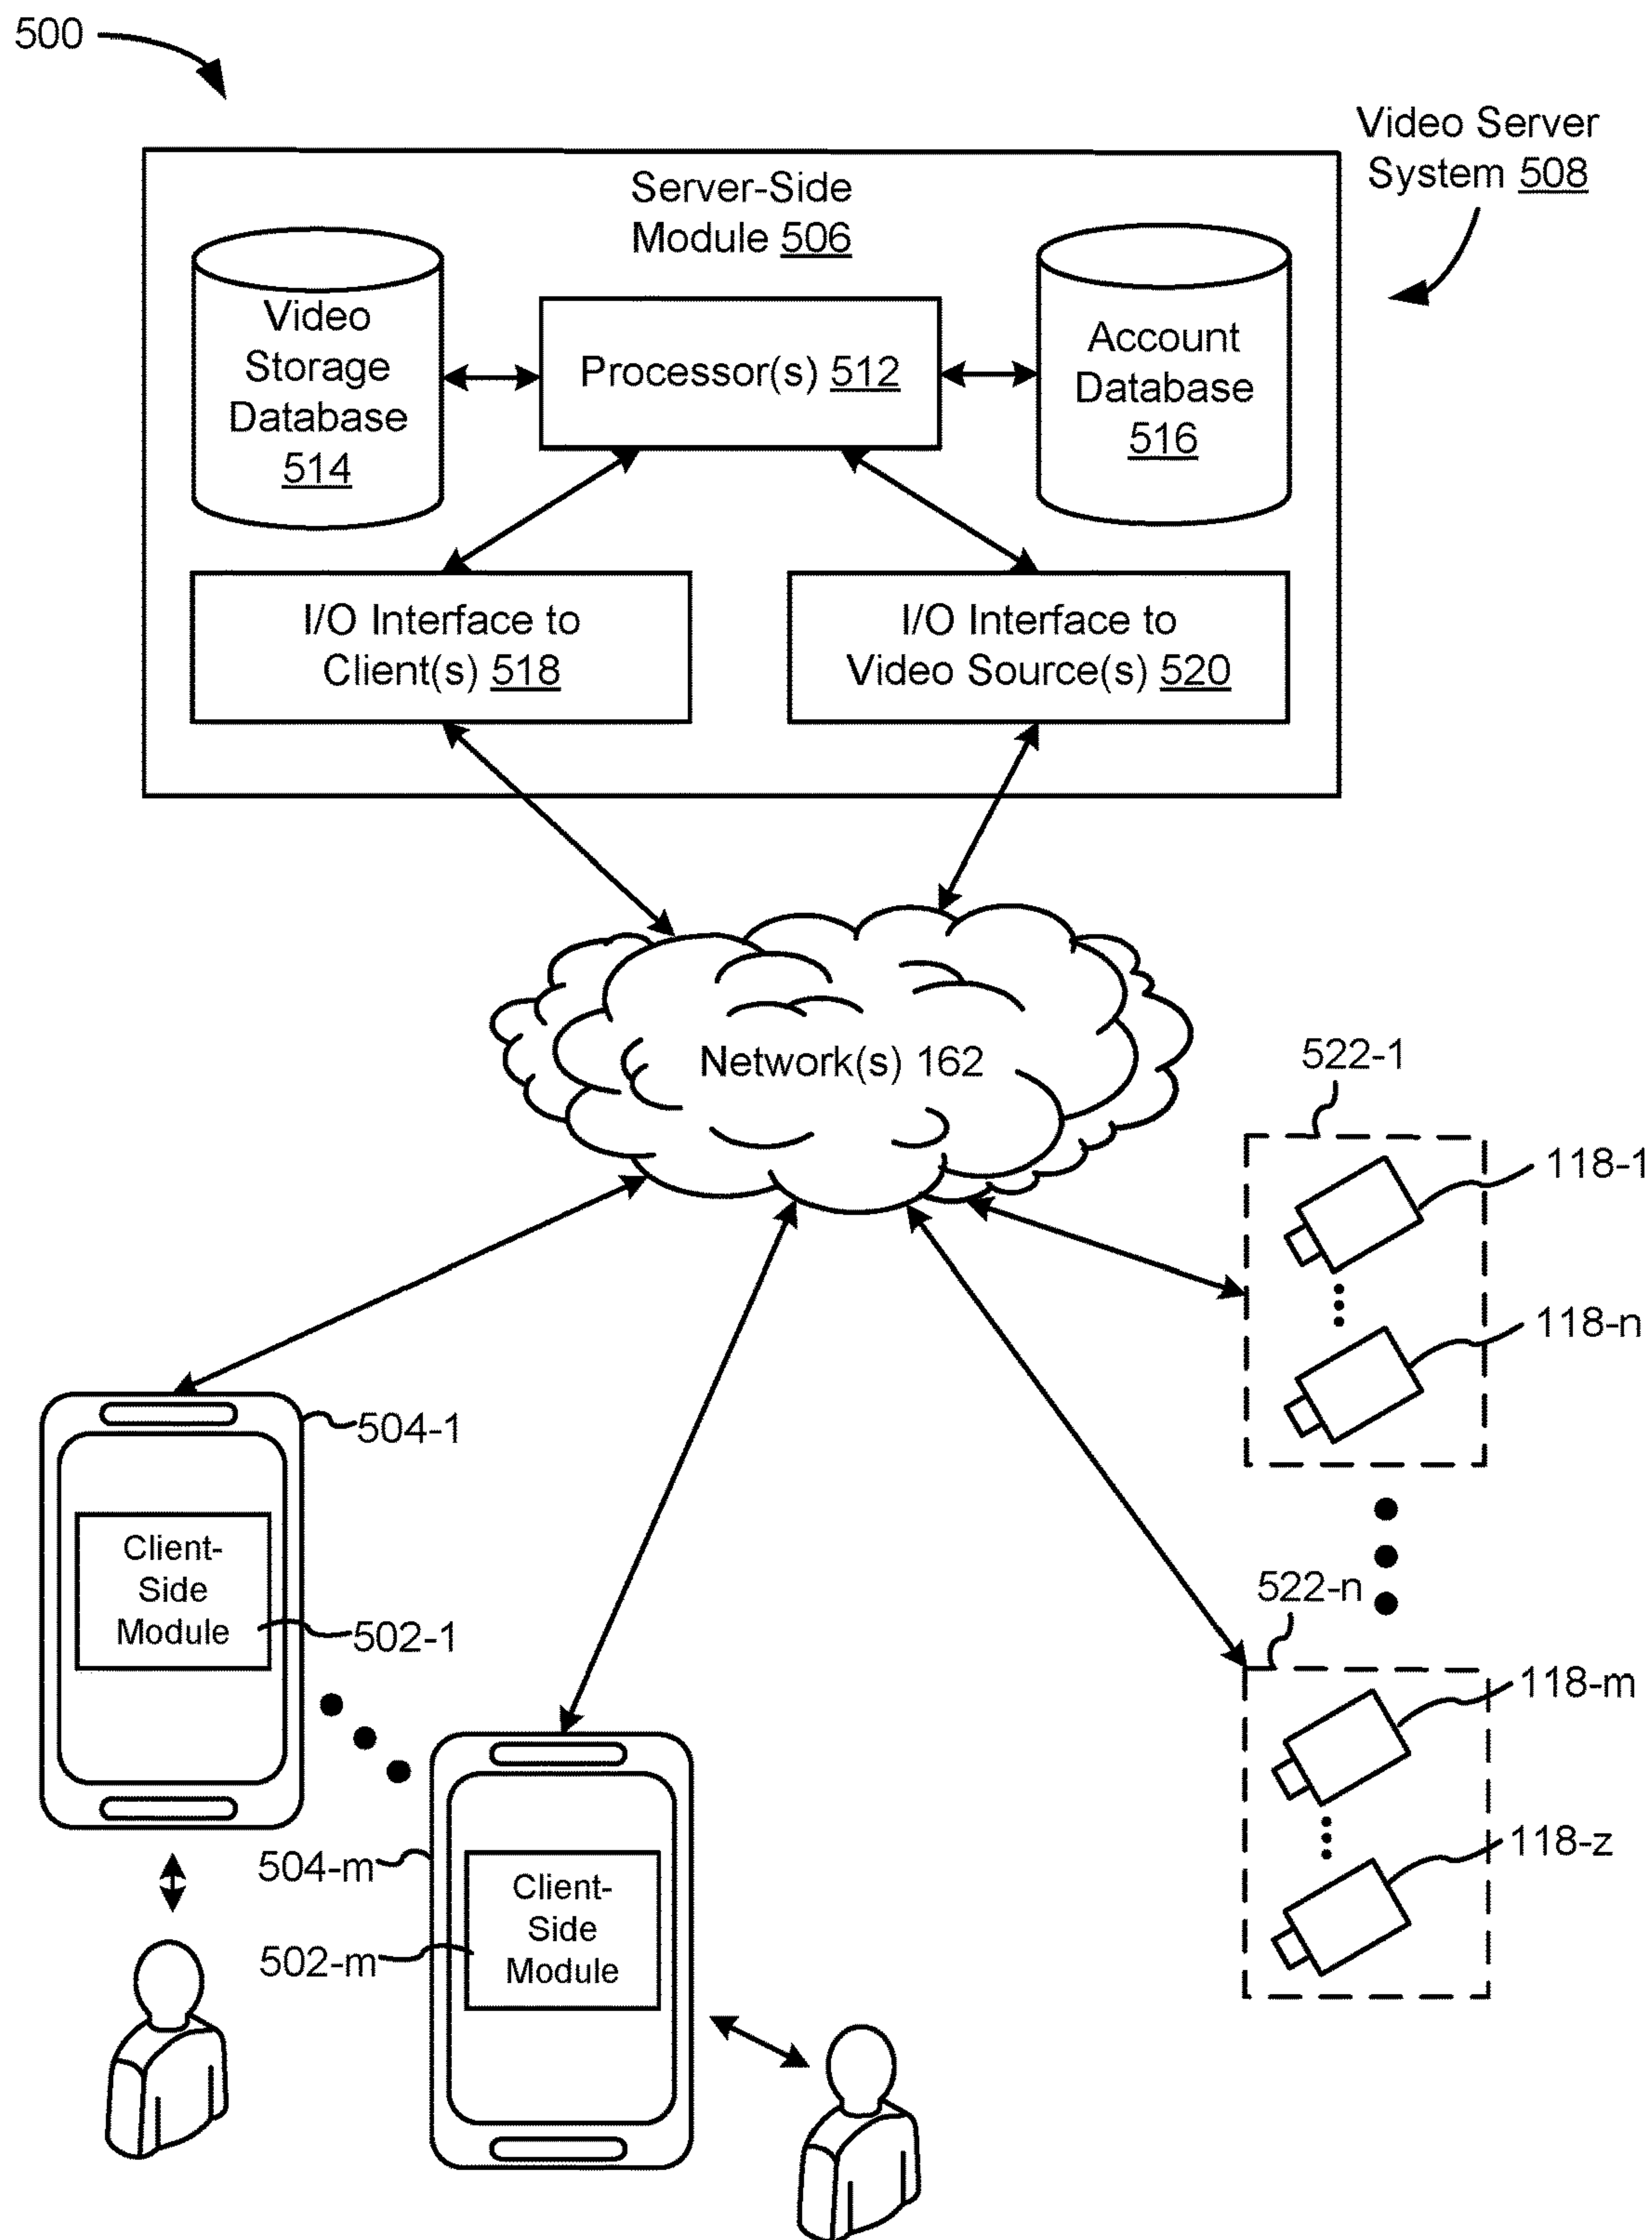 500
Video Server
System 508
Server-Side
Module 506
Video
Storage
Database
514
Processor(s) 512
Account
Database
516
I/O Interface to
Client(s) 518
I/O Interface to
Video Source(s) 520
Network(s) 162
522-1
118-1
118-n
504-1
Client-
Side
Module
502-1
522-n
118-m
118-z
504-m
Client-
Side
Module
502-m